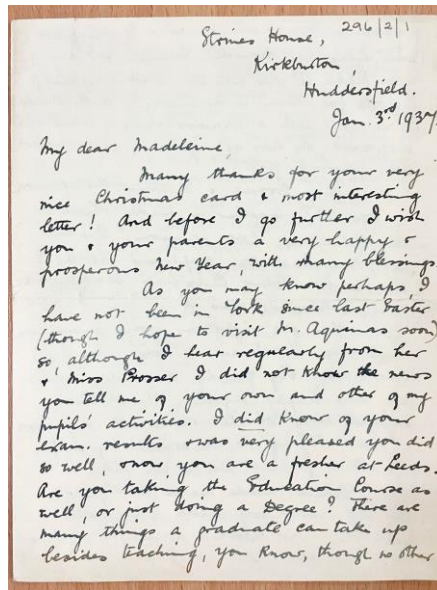 296/2/1
Strines House,
Kirkburton,
Huddersfield.
Jan. 3rd 1937.
My dear Madeleine,
Many thanks for your very
nice Christmas card & most interesting
letter! And before I go further I wish
you & your parents a very happy &
prosperous New Year, with many blessings.
As you may know perhaps, I
have not been in York since last Easter
(though I hope to visit M. Aquinas soon)
so, although I hear regularly from her
& Miss Prosser I did not know the news
you tell me of your own and other of my
pupils' activities. I did know of your
exam. results & was very pleased you did
so well, & now you are a fresher at Leeds.
Are you taking the Education Course as
well, or just doing a Degree? There are
many things a graduate can take up
besides teaching, you know, though no other